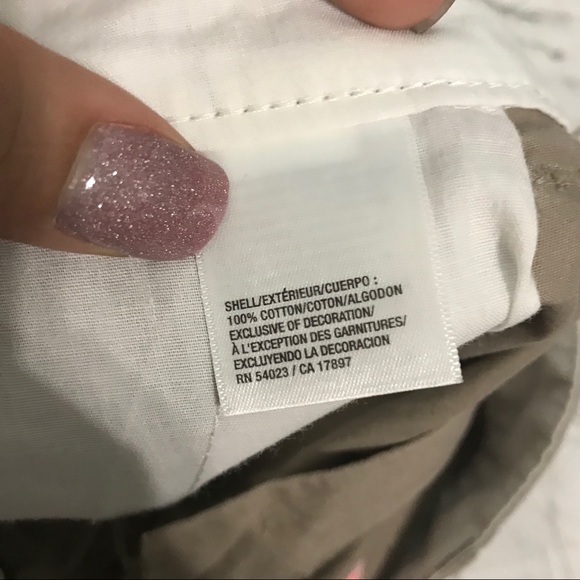 SHELL/EXTÉRIEUR/CUERPO :
100% COTTON/COTON/ALGODON
EXCLUSIVE OF DECORATION/
À L'EXCEPTION DES GARNITURES/
EXCLUYENDO LA DECORACION
RN 54023 / CA 17897